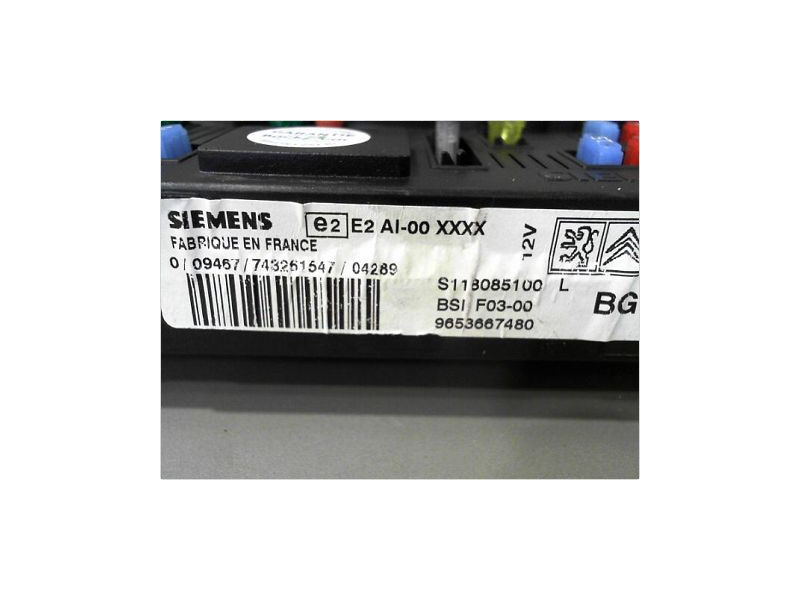 SIEMENS e2 E2 AI-00 XXXX 12V
FABRIQUE EN FRANCE
0/ 09467/ 743261547 / 04289
S118085100 L
BSI F03-00 BG
9653667480